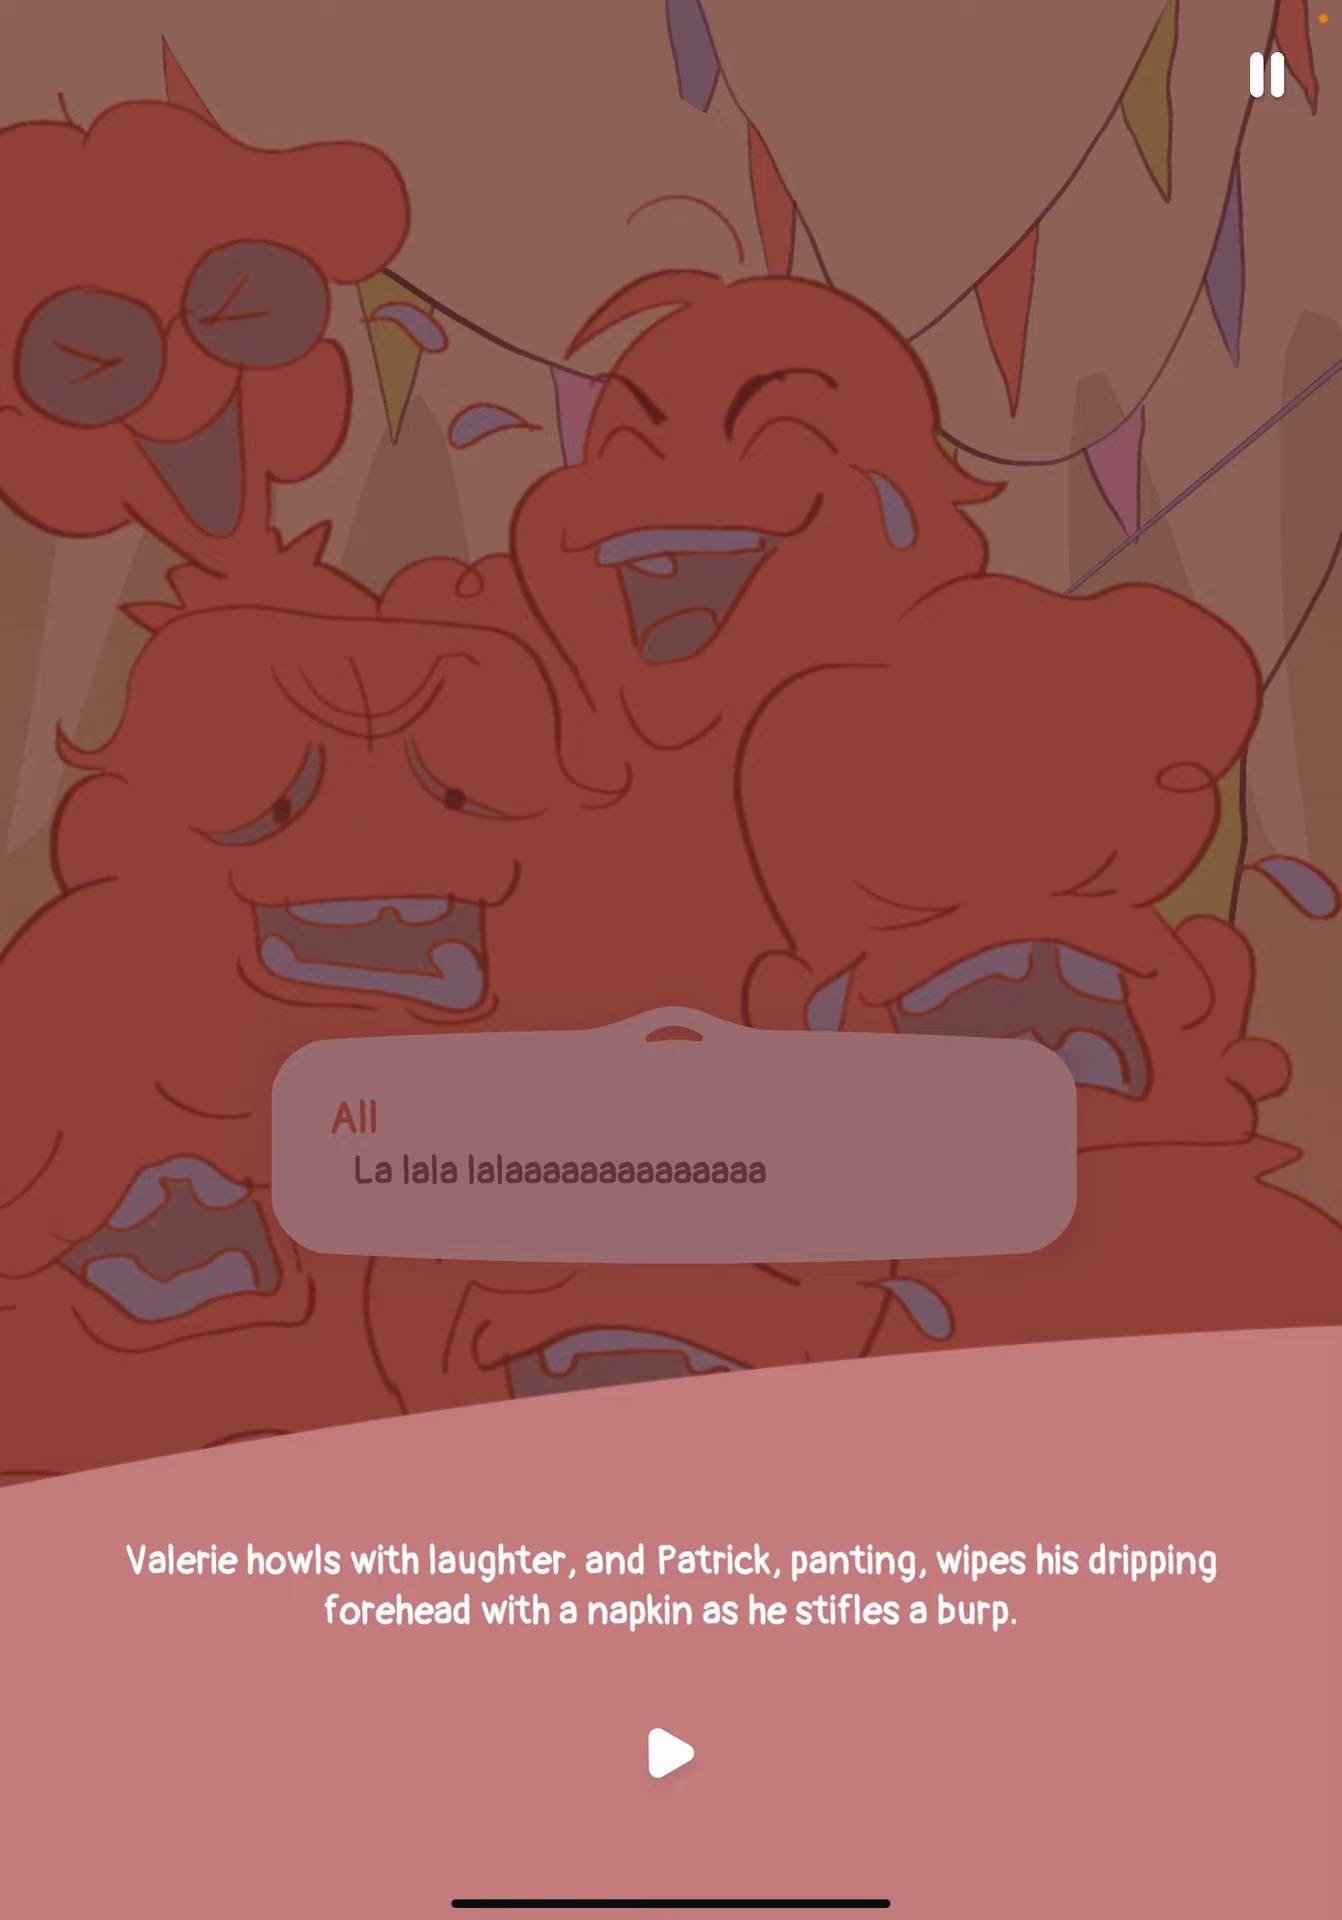 All
La lala lalaaaaaaaaaaaaaaa
Valerie howls with laughter, and Patrick, panting, wipes his dripping
forehead with a napkin as he stifles a burp.